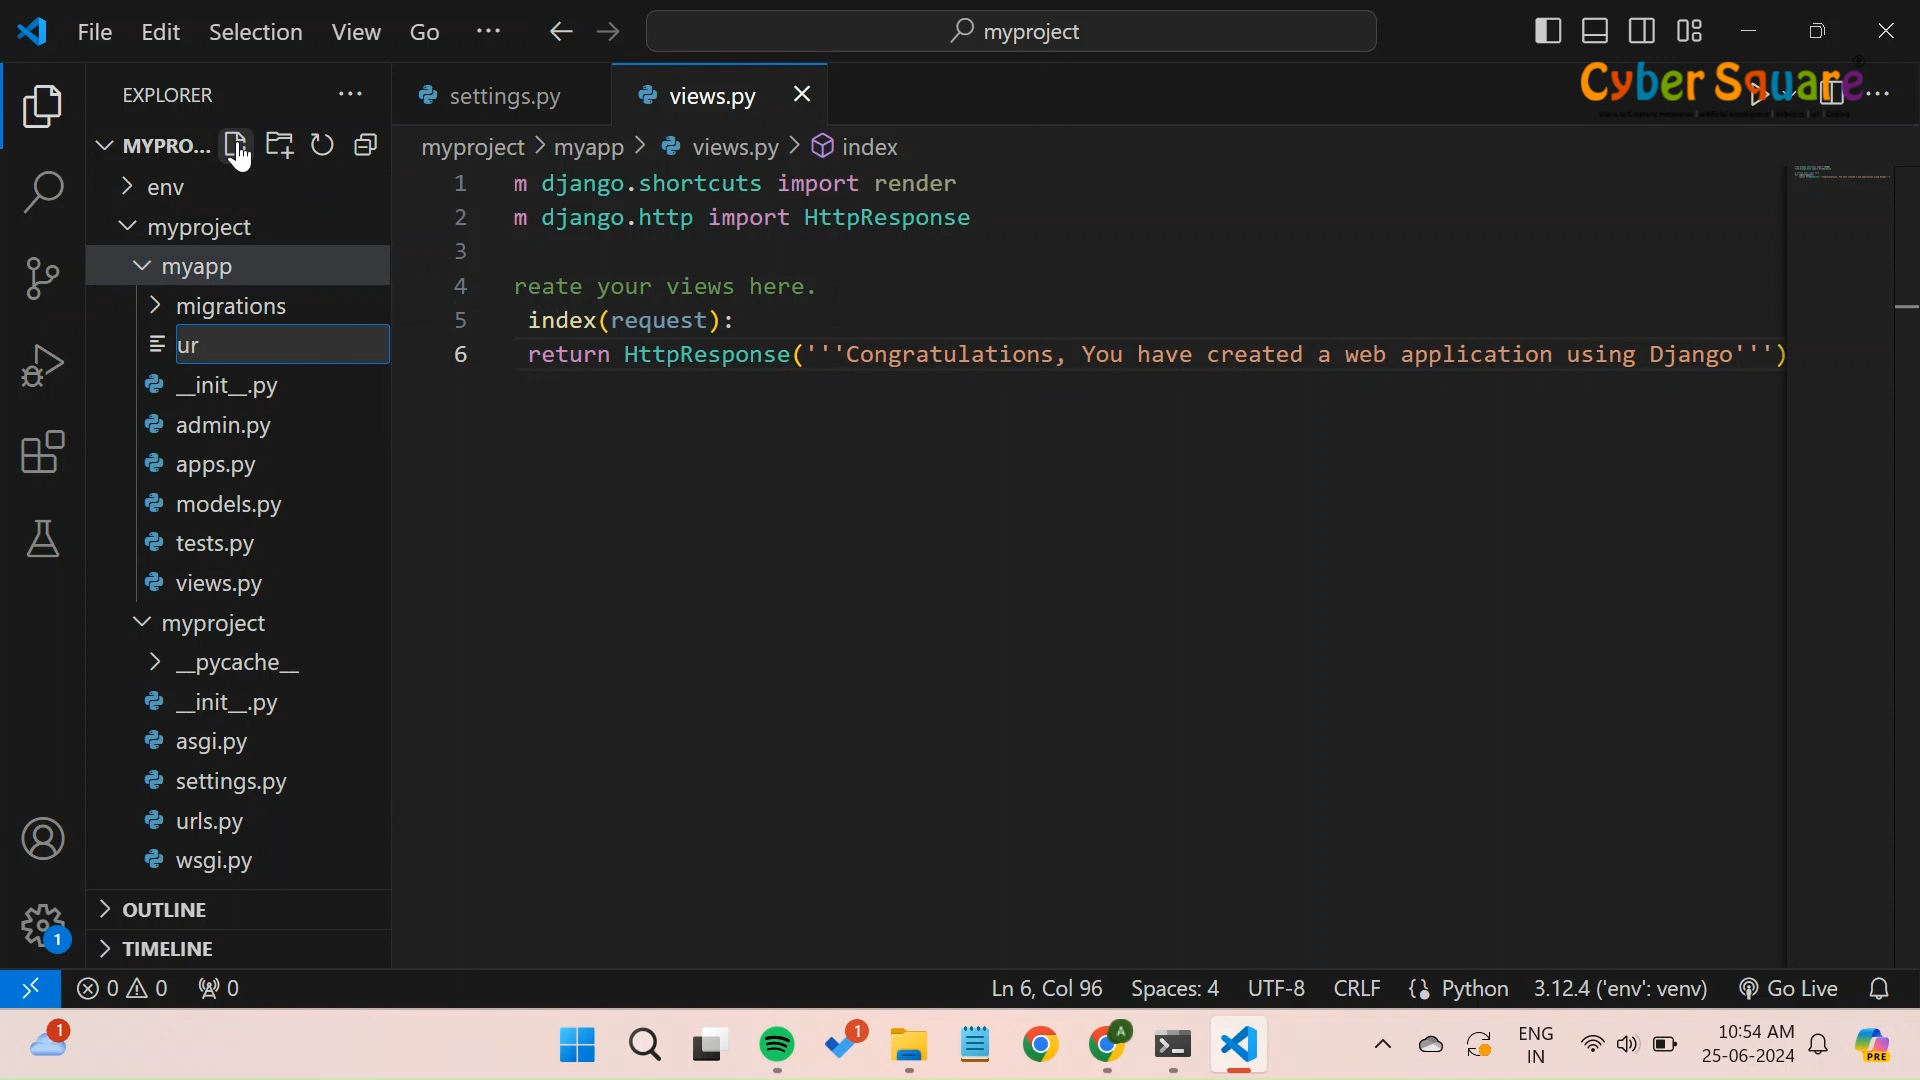 File Edit Selection View Go ··· myproject
Cyber Square
EXPLORER ···
settings.py
views.py
MYPRO...
myproject > myapp > views.py > index
env
myproject
myapp
migrations
ur
__init__.py
admin.py
apps.py
models.py
tests.py
views.py
myproject
__pycache__
__init__.py
asgi.py
settings.py
urls.py
wsgi.py
OUTLINE
TIMELINE
1 m django.shortcuts import render
2 m django.http import HttpResponse
3
4 reate your views here.
5 index(request):
6 return HttpResponse('''Congratulations, You have created a web application using Django''')
1
0 0 0 Ln 6, Col 96 Spaces: 4 UTF-8 CRLF {} Python 3.12.4 ('env': venv) Go Live
1 1 A ENG IN 10:54 AM 25-06-2024 PRE